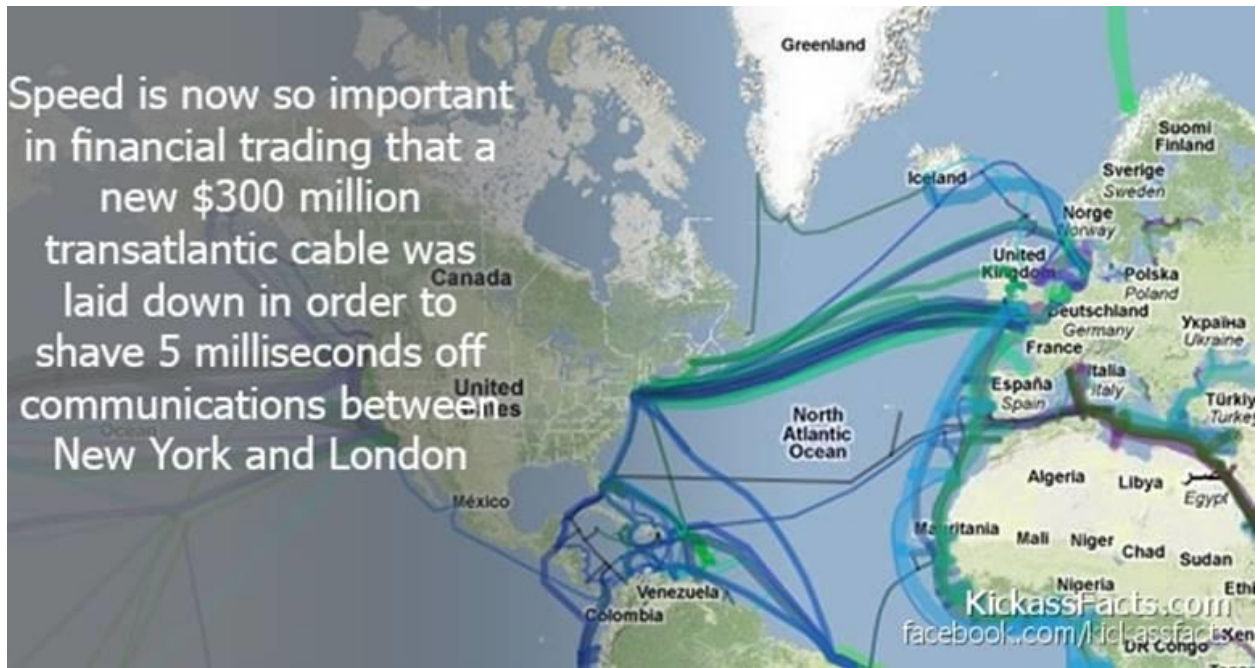 Speed is now so important
in financial trading that a
new $300 million
transatlantic cable was
laid down in order to
shave 5 milliseconds off
communications between
New York and London
Greenland
Iceland
Suomi
Finland
Sverige
Sweden
Norge
Norway
United
Kingdom
Polska
Poland
Deutschland
Germany
Україна
Ukraine
France
Italia
Italy
España
Spain
Türkiy
Turkey
Canada
United
States
Ocean
North
Atlantic
Ocean
México
Algeria
Libya
مصر
Egypt
Mauritania
Mali
Niger
Chad
Sudan
Nigeria
Ethi
Venezuela
Colombia
KickassFacts.com
facebook.com/kickassfacts
Ken
DR Congo